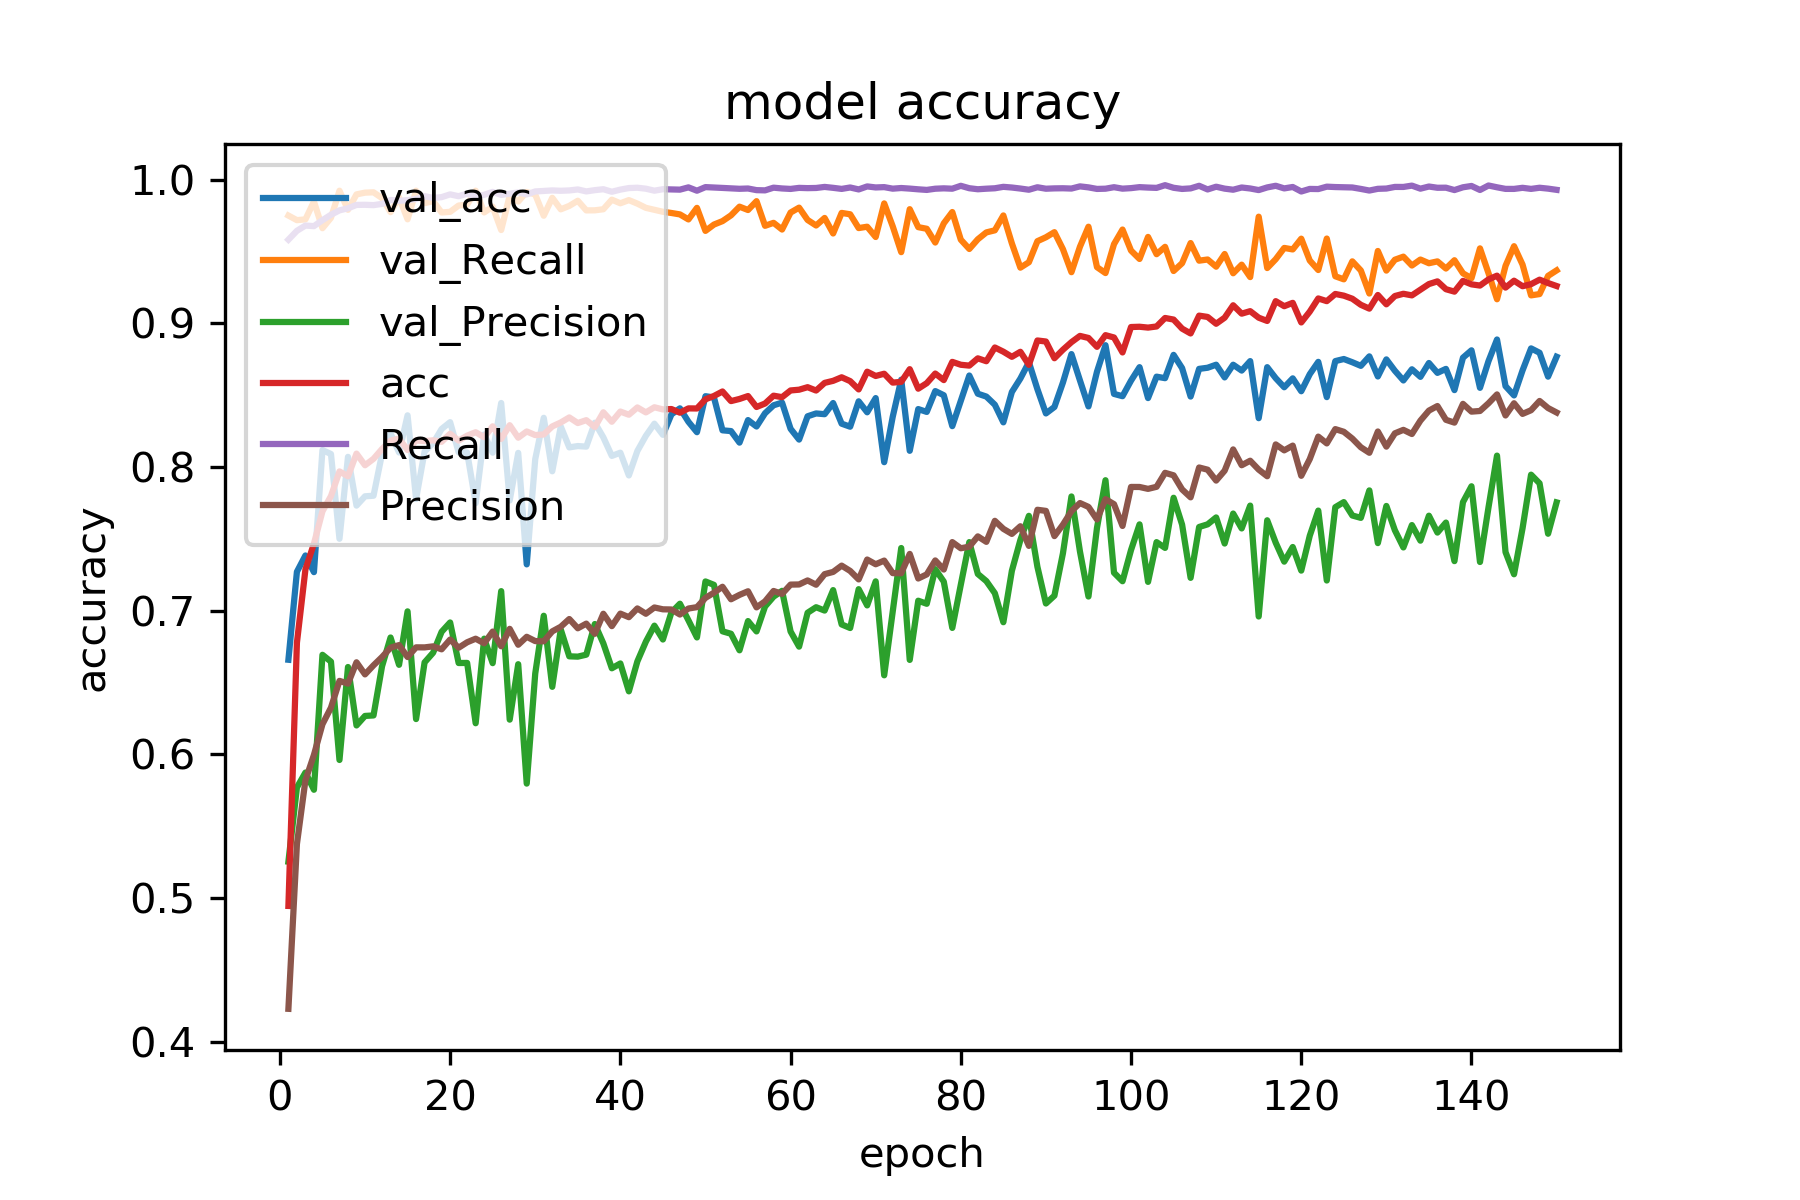 model accuracy
val_acc
val_Recall
val_Precision
acc
Recall
Precision
accuracy
1.0
0.9
0.8
0.7
0.6
0.5
0.4
0 20 40 60 80 100 120 140
epoch